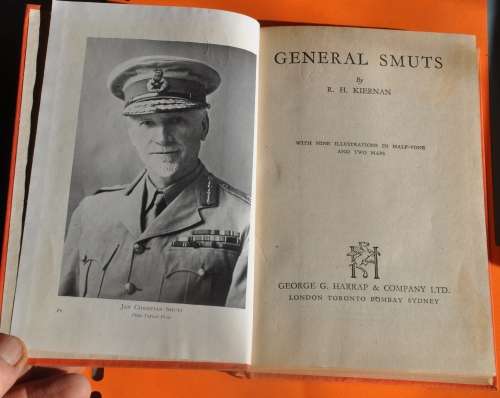 JAN CHRISTIAN SMUTS
GENERAL SMUTS
By
R. H. KIERNAN
WITH NINE ILLUSTRATIONS IN HALF-TONE
AND TWO MAPS
GEORGE G. HARRAP & COMPANY LTD.
LONDON TORONTO BOMBAY SYDNEY